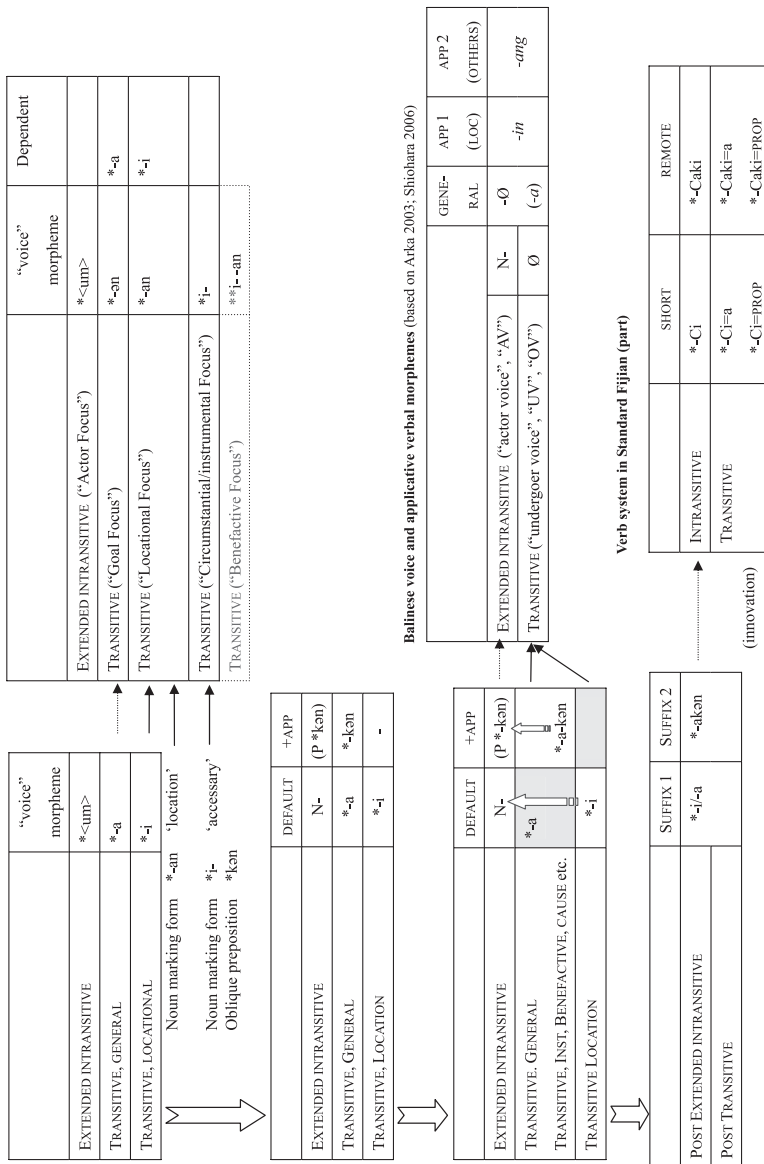 "voice" morpheme
EXTENDED INTRANSITIVE *<um>
TRANSITIVE, GENERAL *-a
TRANSITIVE, LOCATIONAL *-i
Noun marking form *-an 'location'
Noun marking form *i- 'accessary'
Oblique preposition *kən
"voice" morpheme Dependent
EXTENDED INTRANSITIVE ("Actor Focus") *<um>
TRANSITIVE ("Goal Focus") *-ən *-a
TRANSITIVE ("Locational Focus") *-an *-i
TRANSITIVE ("Circumstantial/instrumental Focus") *i-
TRANSITIVE ("Benefactive Focus") **i- -an
DEFAULT +APP
EXTENDED INTRANSITIVE N- (P *kən)
TRANSITIVE, GENERAL *-a *-kən
TRANSITIVE, LOCATION *-i -
DEFAULT +APP
EXTENDED INTRANSITIVE N- (P *-kən)
TRANSITIVE. GENERAL *-a
TRANSITIVE, INST, BENEFACTIVE, CAUSE etc. *-a-kən
TRANSITIVE LOCATION *-i
Balinese voice and applicative verbal morphemes (based on Arka 2003; Shiohara 2006)
GENE- APP 1 APP 2
RAL (LOC) (OTHERS)
EXTENDED INTRANSITIVE ("actor voice", "AV") N- -Ø -in -ang
TRANSITIVE ("undergoer voice", "UV", "OV") Ø (-a)
SUFFIX 1 SUFFIX 2
POST EXTENDED INTRANSITIVE *-i/-a *-akən
POST TRANSITIVE
(innovation)
Verb system in Standard Fijian (part)
SHORT REMOTE
INTRANSITIVE *-Ci *-Caki
TRANSITIVE *-Ci=a *-Caki=a
*-Ci=PROP *-Caki=PROP